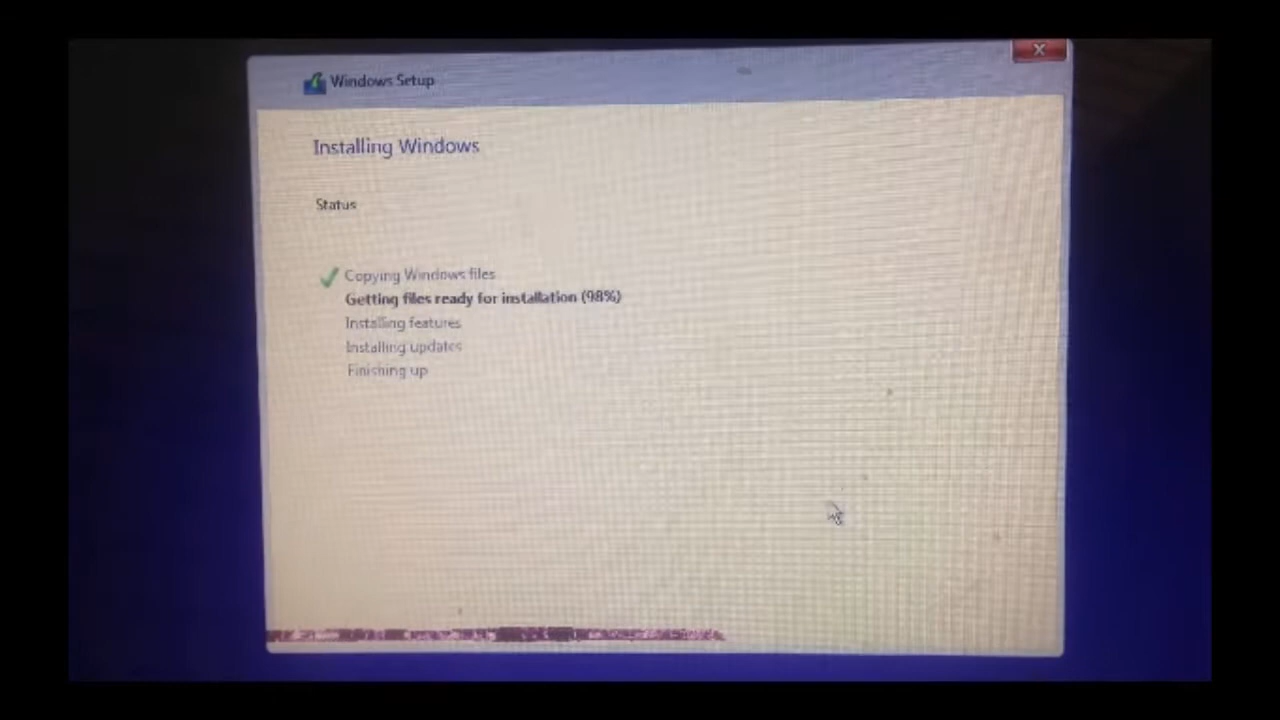 Windows Setup
Installing Windows
Status
Copying Windows files
Getting files ready for installation (98%)
Installing features
Installing updates
Finishing up